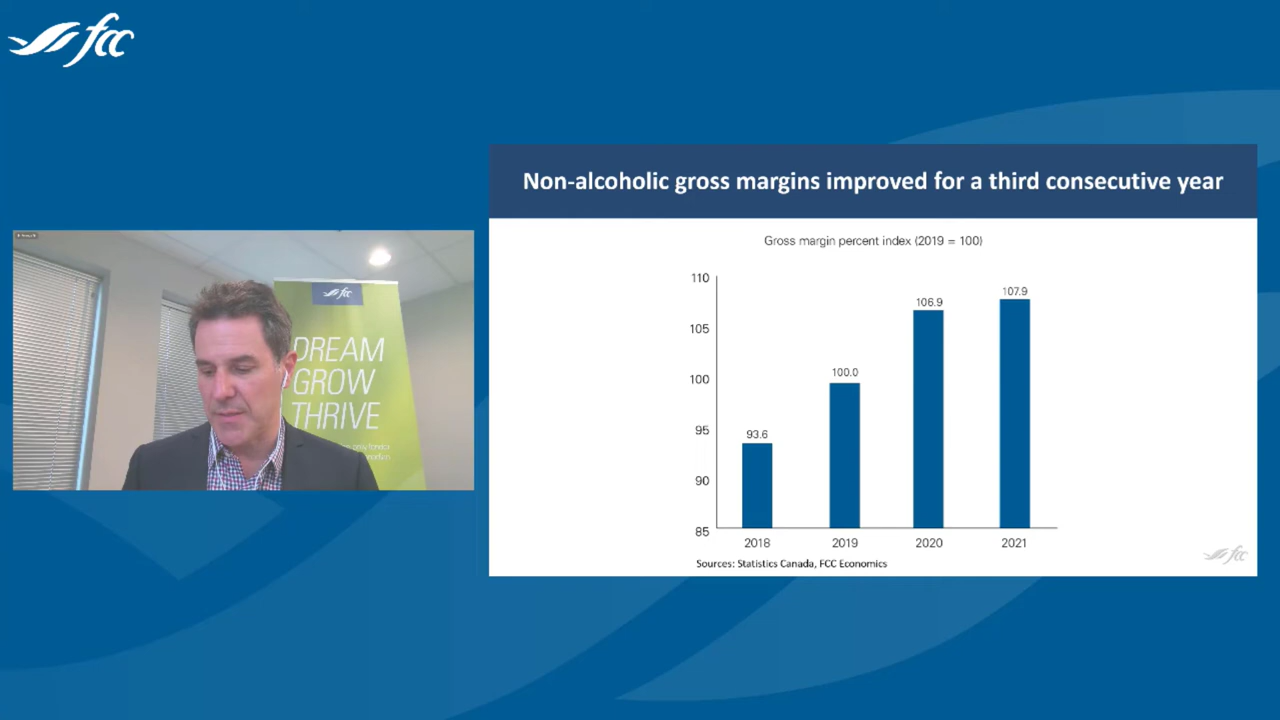 fcc
Non-alcoholic gross margins improved for a third consecutive year
Gross margin percent index (2019 = 100)
110
105
100
95
90
85
93.6
100.0
106.9
107.9
2018
2019
2020
2021
Sources: Statistics Canada, FCC Economics
fcc
fcc
DREAM
GROW
THRIVE